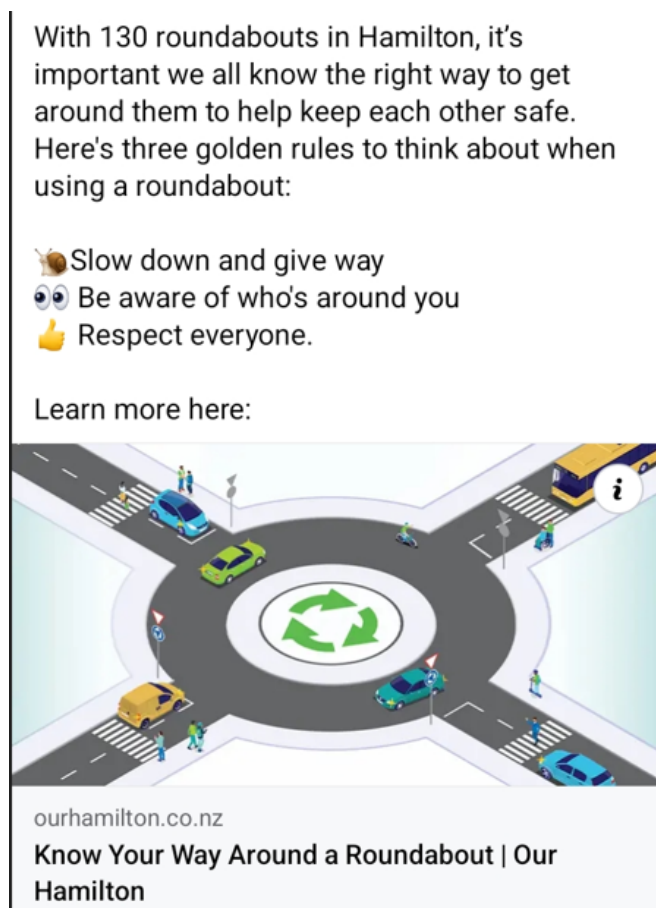 With 130 roundabouts in Hamilton, it’s
important we all know the right way to get
around them to help keep each other safe.
Here's three golden rules to think about when
using a roundabout:
🐌Slow down and give way
👀 Be aware of who's around you
👍 Respect everyone.
Learn more here:
i
ourhamilton.co.nz
Know Your Way Around a Roundabout | Our
Hamilton